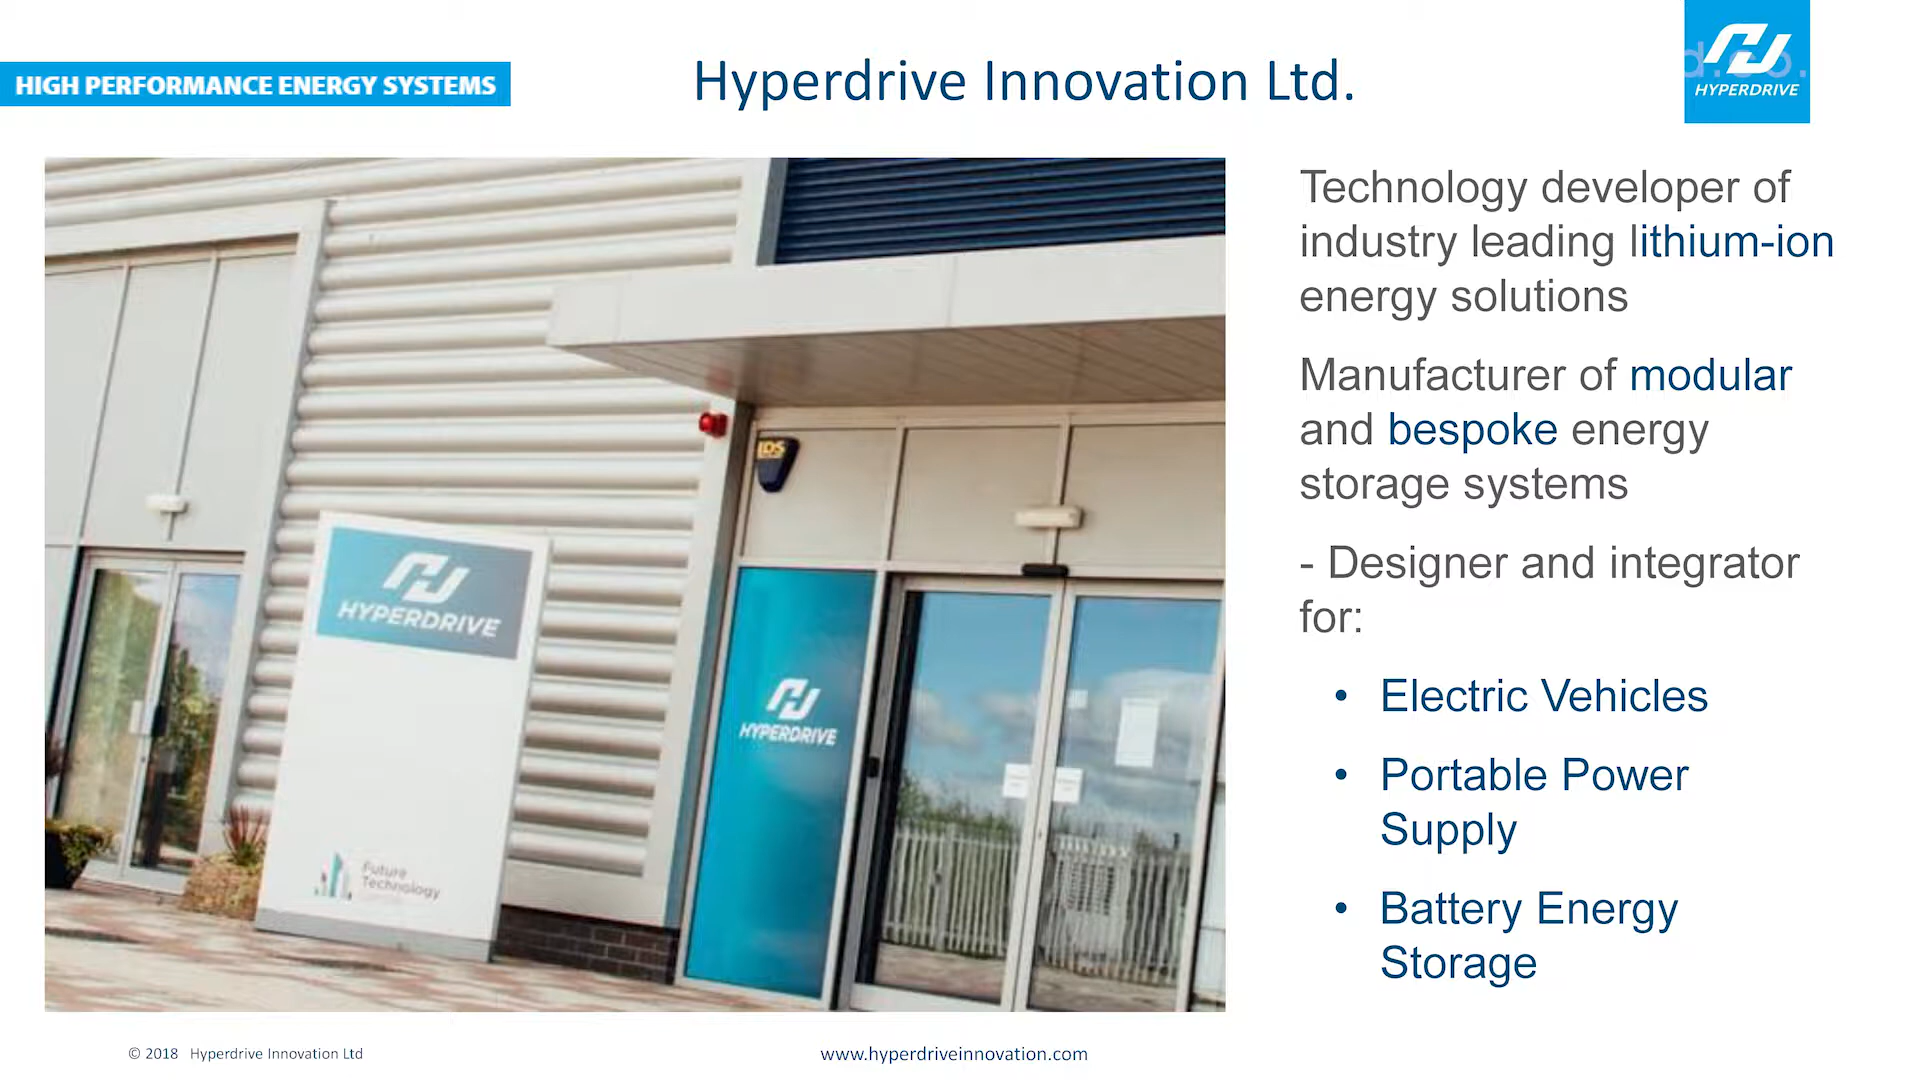 HIGH PERFORMANCE ENERGY SYSTEMS
Hyperdrive Innovation Ltd.
HYPERDRIVE
Technology developer of
industry leading lithium-ion
energy solutions
Manufacturer of modular
and bespoke energy
storage systems
- Designer and integrator
for:
• Electric Vehicles
• Portable Power
Supply
• Battery Energy
Storage
LDS
HYPERDRIVE
HYPERDRIVE
Future
Technology
© 2018 Hyperdrive Innovation Ltd
www.hyperdriveinnovation.com